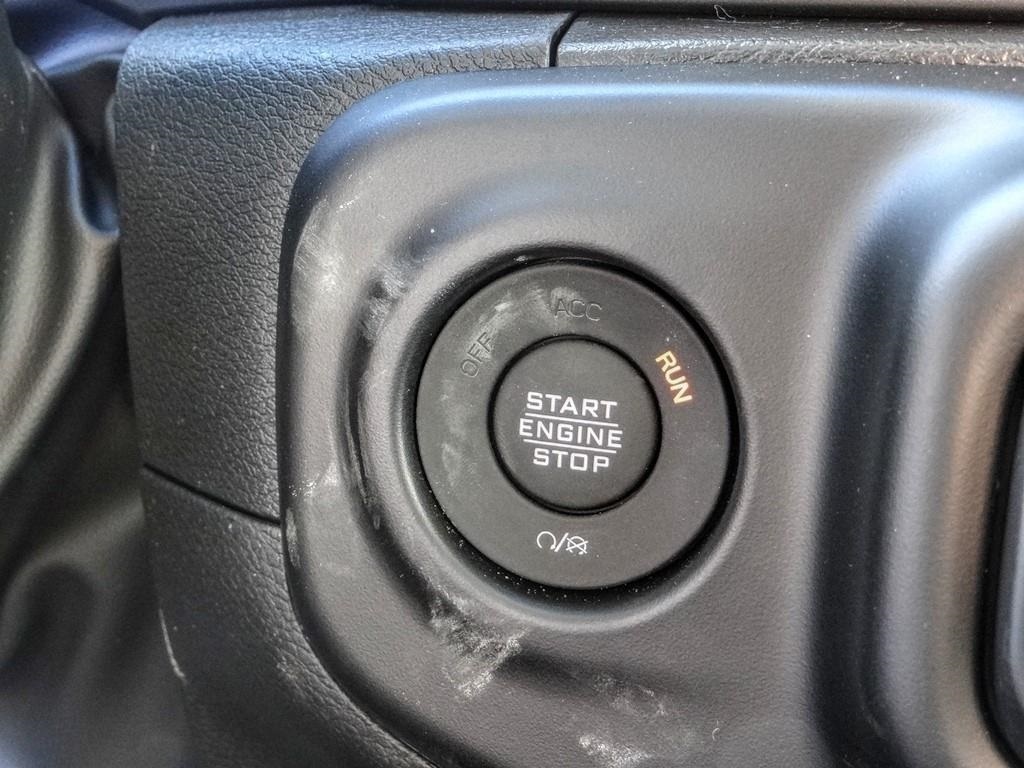 ACC
OFF
RUN
START
ENGINE
STOP